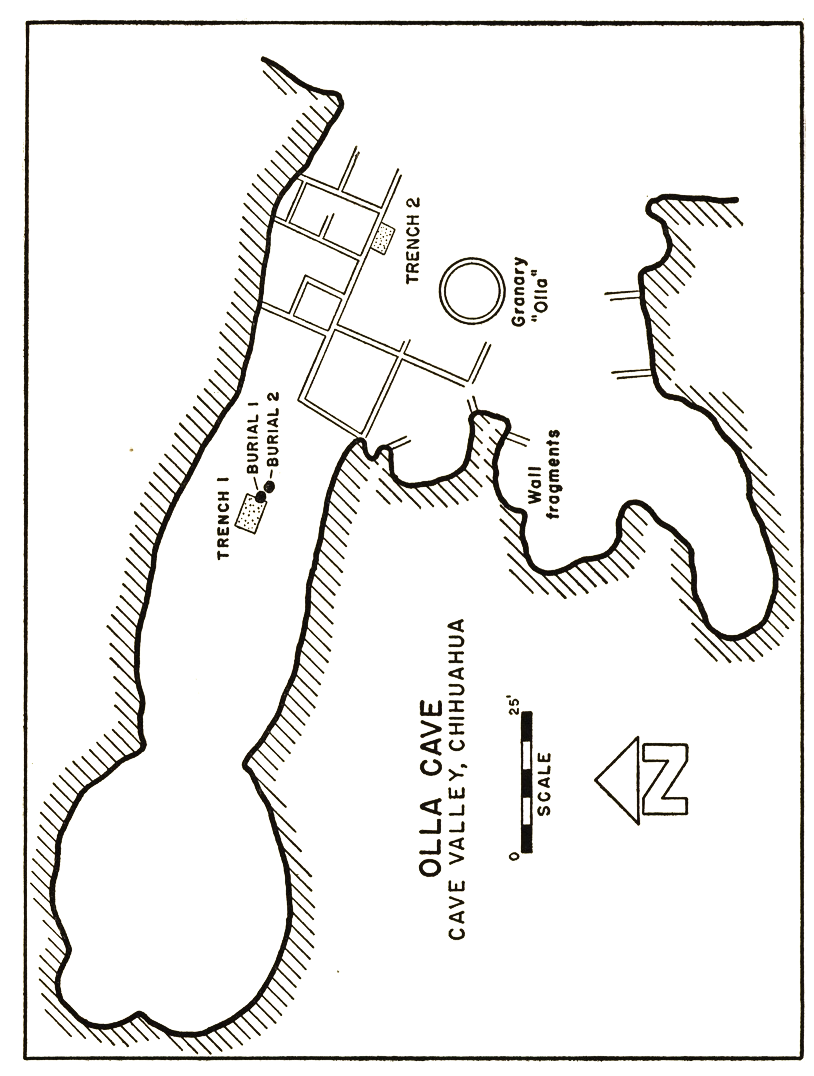 TRENCH 1
BURIAL 1
BURIAL 2
TRENCH 2
Granary
"Olla"
Wall
fragments
OLLA CAVE
CAVE VALLEY, CHIHUAHUA
0
25'
SCALE
N